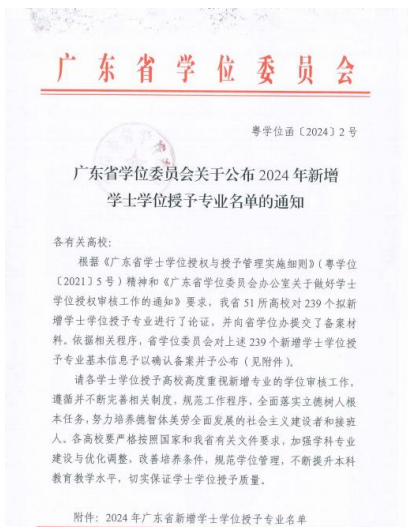 广东省学位委员会
粤学位函〔2024〕2号
广东省学位委员会关于公布2024年新增
学士学位授予专业名单的通知
各有关高校：
根据《广东省学士学位授权与授予管理实施细则》（粤学位
〔2021〕5号）精神和《广东省学位委员会办公室关于做好学士
学位授权审核工作的通知》要求，我省51所高校对239个拟新
增学士学位授予专业进行了论证，并向省学位办提交了备案材
料。依据相关程序，省学位委员会对上述239个新增学士学位授
予专业基本信息予以确认备案并予公布（见附件）。
请各学士学位授予高校高度重视新增专业的学位审核工作，
遵循并不断完善相关制度，规范工作程序，全面落实立德树人根
本任务，努力培养德智体美劳全面发展的社会主义建设者和接班
人。各高校要严格按照国家和我省有关文件要求，加强学科专业
建设与优化调整，改善培养条件，规范学位管理，不断提升本科
教育教学水平，切实保证学士学位授予质量。
附件：2024年广东省新增学士学位授予专业名单